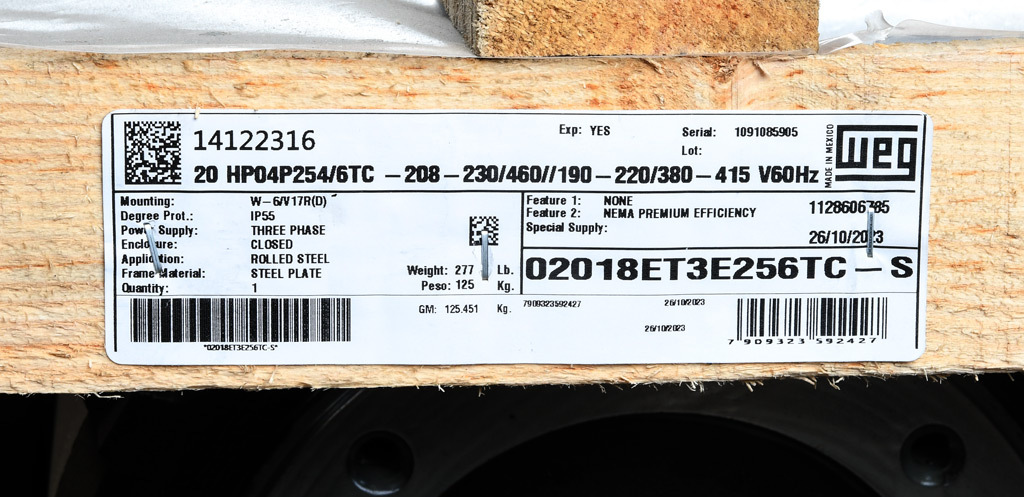 14122316
Exp: YES
Serial: 1091085905
Lot:
MADE IN MEXICO
WEG
20 HP04P254/6TC -208-230/460//190-220/380-415 V60Hz
Mounting: W-6/V17R(D)
Degree Prot.: IP55
Power Supply: THREE PHASE
Enclosure: CLOSED
Application: ROLLED STEEL
Frame Material: STEEL PLATE
Quantity: 1
Weight: 277 Lb.
Peso: 125 Kg.
Feature 1: NONE
Feature 2: NEMA PREMIUM EFFICIENCY
Special Supply:
1128606785
26/10/2023
02018ET3E256TC-S
GM: 125.451 Kg.
7909323592427
26/10/2023
26/10/2023
*02018ET3E256TC-S*
7 909323 592427